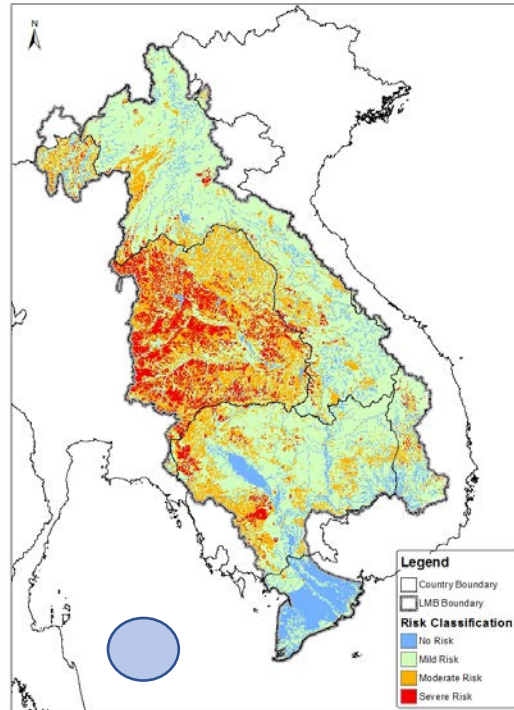 N
Legend
Country Boundary
LMB Boundary
Risk Classification
No Risk
Mild Risk
Moderate Risk
Severe Risk